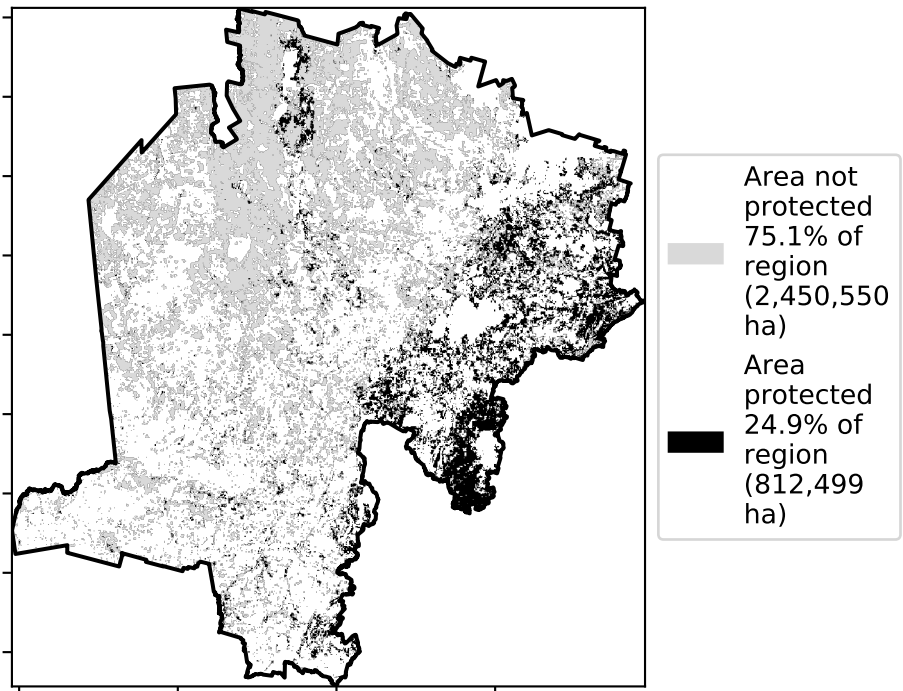 Area not
protected
75.1% of
region
(2,450,550
ha)
Area
protected
24.9% of
region
(812,499
ha)